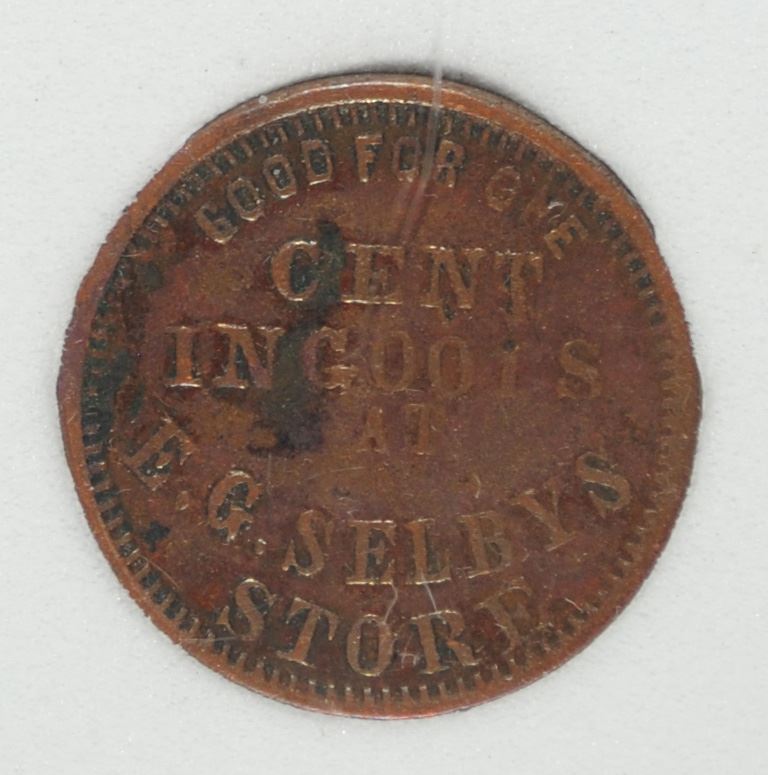 GOOD FOR ONE
CENT
IN GOODS
AT
E. G. SELBYS
STORE